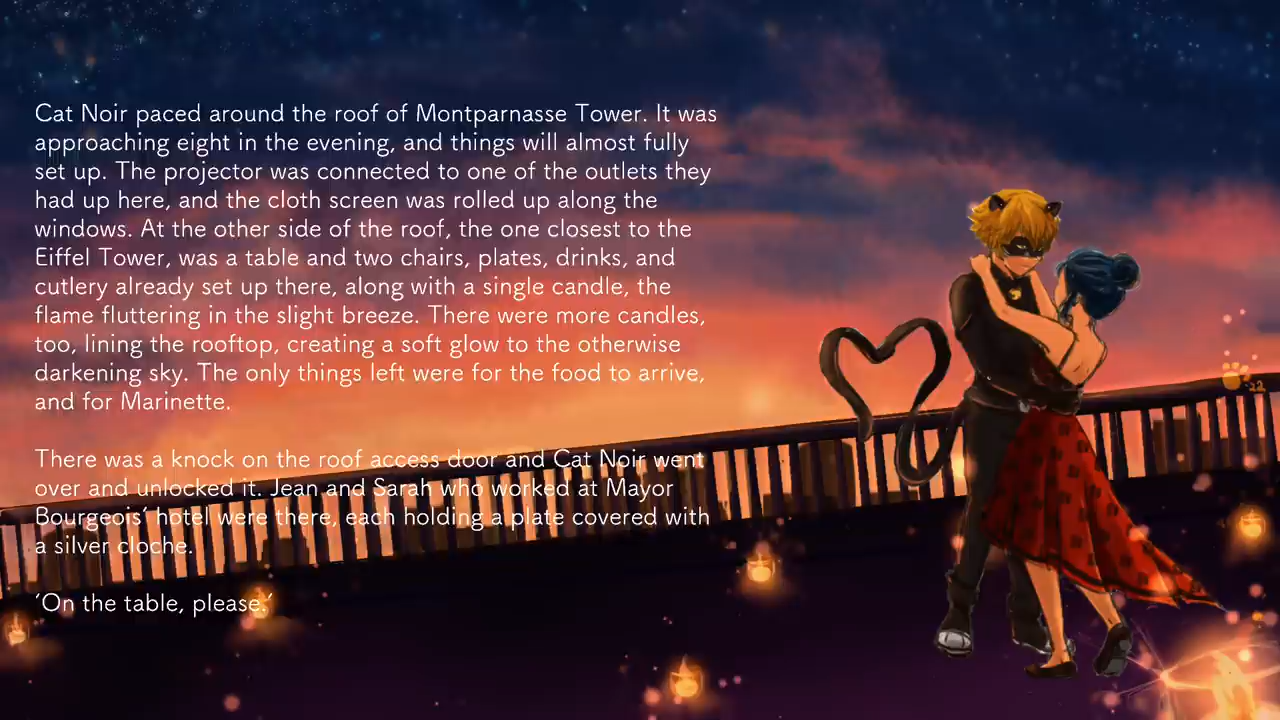 Cat Noir paced around the roof of Montparnasse Tower. It was
approaching eight in the evening, and things will almost fully
set up. The projector was connected to one of the outlets they
had up here, and the cloth screen was rolled up along the
windows. At the other side of the roof, the one closest to the
Eiffel Tower, was a table and two chairs, plates, drinks, and
cutlery already set up there, along with a single candle, the
flame fluttering in the slight breeze. There were more candles,
too, lining the rooftop, creating a soft glow to the otherwise
darkening sky. The only things left were for the food to arrive,
and for Marinette.
There was a knock on the roof access door and Cat Noir went
over and unlocked it. Jean and Sarah who worked at Mayor
Bourgeois’ hotel were there, each holding a plate covered with
a silver cloche.
‘On the table, please.’
-22